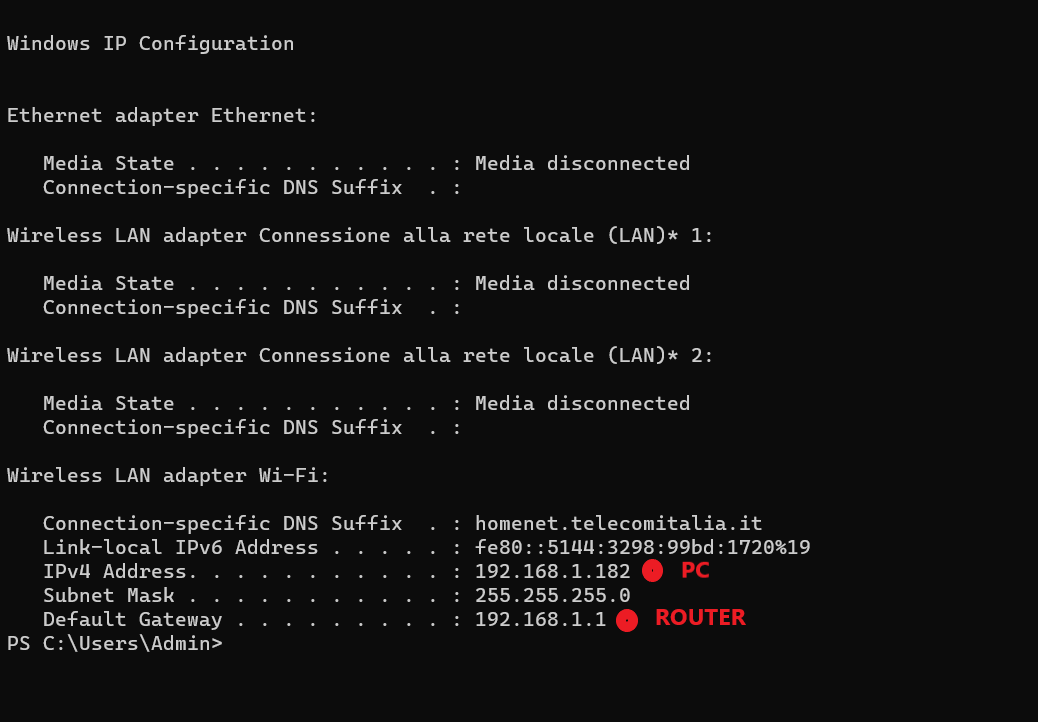 Windows IP Configuration
Ethernet adapter Ethernet:
Media State . . . . . . . . . . . : Media disconnected
Connection-specific DNS Suffix  . :
Wireless LAN adapter Connessione alla rete locale (LAN)* 1:
Media State . . . . . . . . . . . : Media disconnected
Connection-specific DNS Suffix  . :
Wireless LAN adapter Connessione alla rete locale (LAN)* 2:
Media State . . . . . . . . . . . : Media disconnected
Connection-specific DNS Suffix  . :
Wireless LAN adapter Wi-Fi:
Connection-specific DNS Suffix  . : homenet.telecomitalia.it
Link-local IPv6 Address . . . . . : fe80::5144:3298:99bd:1720%19
IPv4 Address. . . . . . . . . . . : 192.168.1.182 PC
Subnet Mask . . . . . . . . . . . : 255.255.255.0
Default Gateway . . . . . . . . . : 192.168.1.1 ROUTER
PS C:\Users\Admin>